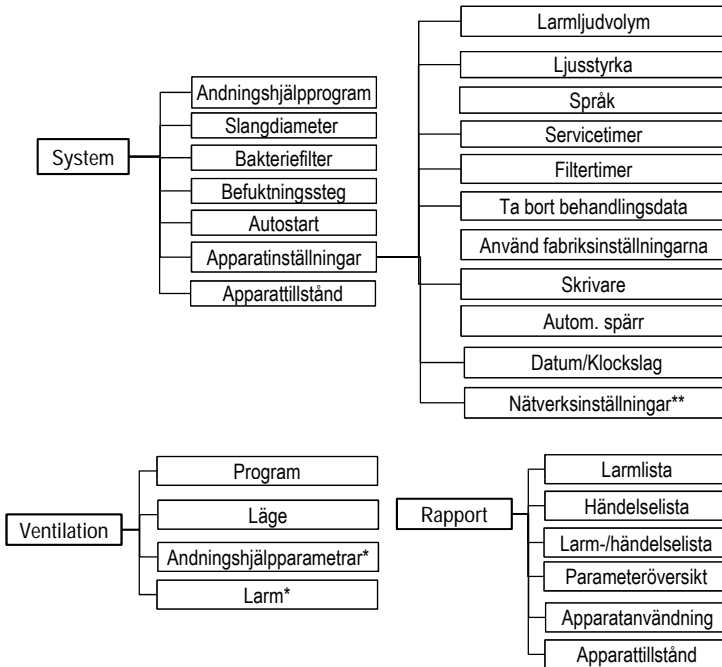 System
Andningshjälpprogram
Slangdiameter
Bakteriefilter
Befuktningssteg
Autostart
Apparatinställningar
Apparattillstånd
Larmljudvolym
Ljusstyrka
Språk
Servicetimer
Filtertimer
Ta bort behandlingsdata
Använd fabriksinställningarna
Skrivare
Autom. spärr
Datum/Klockslag
Nätverksinställningar**
Ventilation
Program
Läge
Andningshjälpparametrar*
Larm*
Rapport
Larmlista
Händelselista
Larm-/händelselista
Parameteröversikt
Apparatanvändning
Apparattillstånd